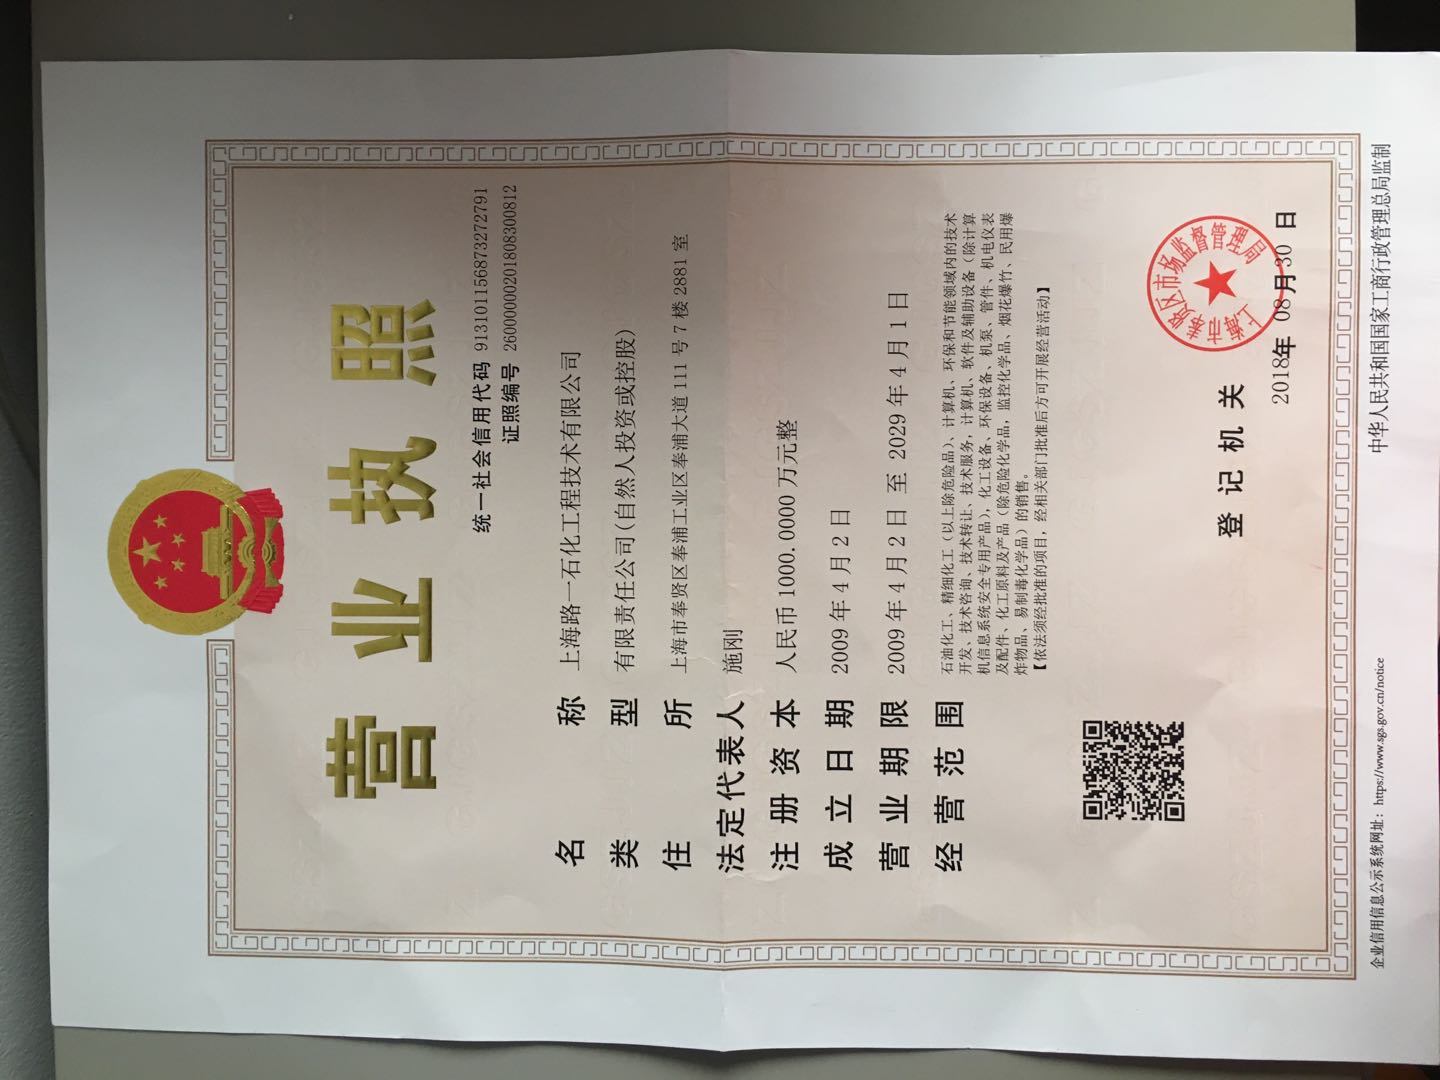 营业执照
统一社会信用代码 913101156873272791
证照编号 26000000201808300812
名称 上海路一石化工程技术有限公司
类型 有限责任公司(自然人投资或控股)
住所 上海市奉贤区奉浦工业区奉浦大道111号7楼2881室
法定代表人 施刚
注册资本 人民币1000.0000万元整
成立日期 2009年4月2日
营业期限 2009年4月2日至2029年4月1日
经营范围 石油化工、精细化工(以上除危险品)、计算机、环保和节能领域内的技术
开发、技术咨询、技术转让、技术服务,计算机、软件及辅助设备(除计算
机信息系统安全专用产品),化工设备、环保设备、机泵、管件、机电仪表
及配件、化工原料及产品(除危险化学品,监控化学品、烟花爆竹、民用爆
炸物品、易制毒化学品)的销售。
【依法须经批准的项目,经相关部门批准后方可开展经营活动】
登记机关
上海市奉贤区市场监督管理局
2018年08月30日
企业信用信息公示系统网址:https://www.sgs.gov.cn/notice
中华人民共和国国家工商行政管理总局监制